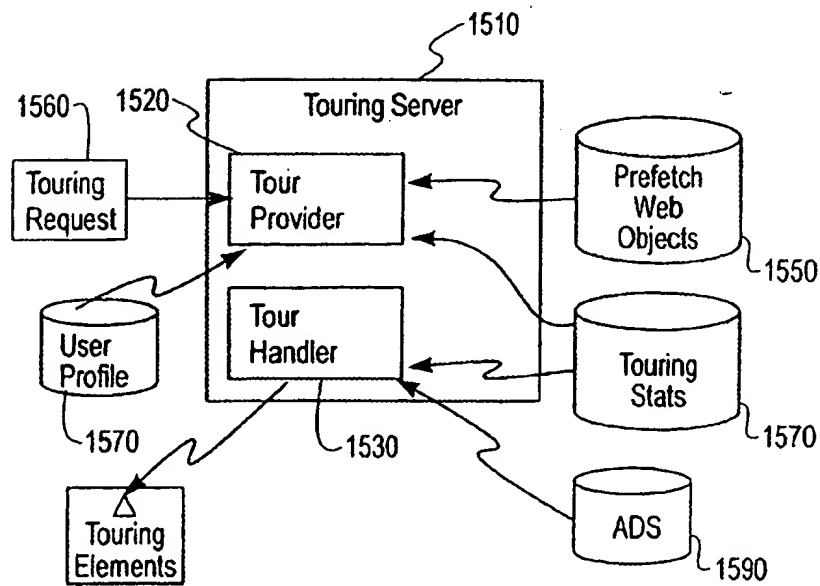 1510
1560
1520
Touring Server
Touring
Request
Tour
Provider
Prefetch
Web
Objects
1550
User
Profile
1570
Tour
Handler
1530
Touring
Stats
1570
Touring
Elements
ADS
1590